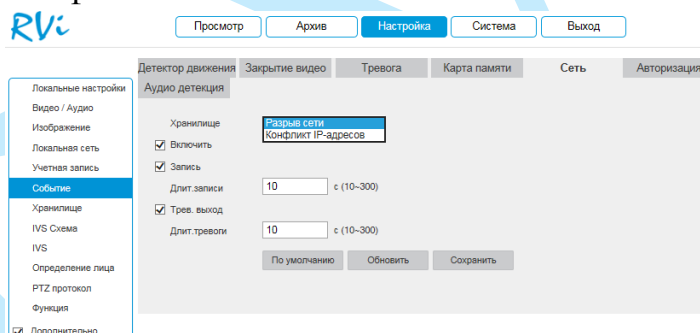 RVi
Просмотр Архив Настройка Система Выход
Детектор движения Закрытие видео Тревога Карта памяти Сеть Авторизация
Аудио детекция
Локальные настройки
Видео / Аудио
Изображение
Локальная сеть
Учетная запись
Событие
Хранилище
IVS Схема
IVS
Определение лица
PTZ протокол
Функция
Дополнительно
Хранилище Разрыв сети
Конфликт IP-адресов
Включить
Запись
Длит.записи 10 с (10~300)
Трев. выход
Длит.тревоги 10 с (10~300)
По умолчанию Обновить Сохранить